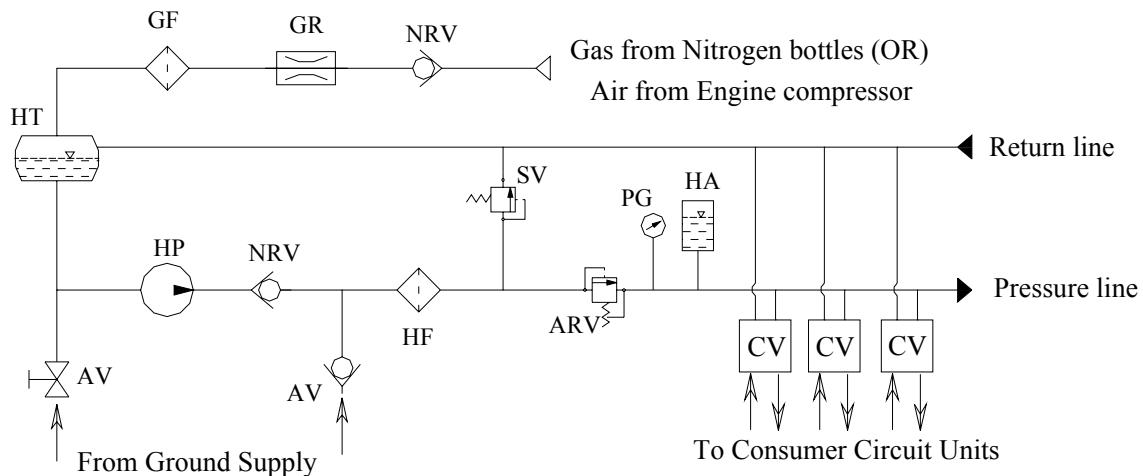 GF
GR
NRV
Gas from Nitrogen bottles (OR)
Air from Engine compressor
HT
Return line
SV
PG
HA
HP
NRV
Pressure line
HF
ARV
CV
CV
CV
AV
AV
To Consumer Circuit Units
From Ground Supply